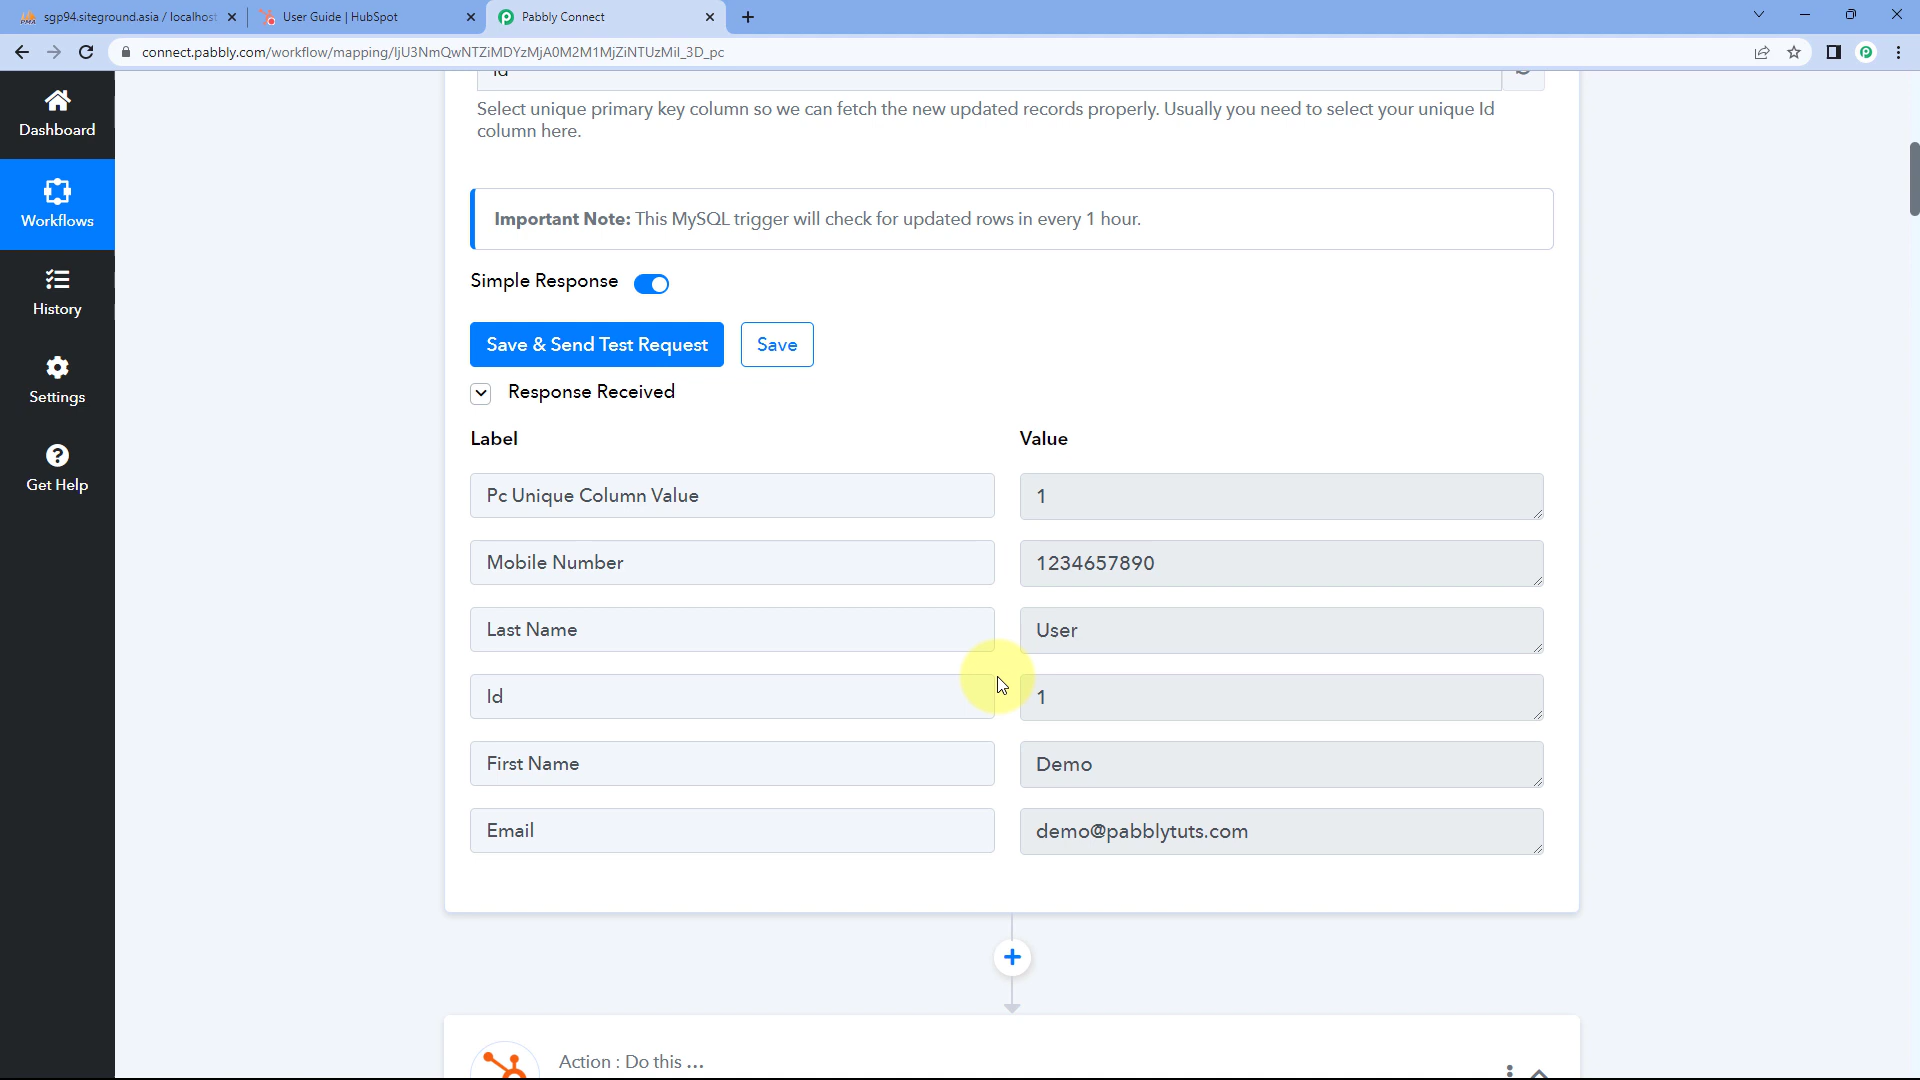 sgp94.siteground.asia / localhost
User Guide | HubSpot
Pabbly Connect
connect.pabbly.com/workflow/mapping/IjU3NmQwNTZiMDYzMjA0M2M1MjZiNTUzMiI_3D_pc
Id
Select unique primary key column so we can fetch the new updated records properly. Usually you need to select your unique Id
column here.
Dashboard
Workflows
History
Settings
Get Help
Important Note: This MySQL trigger will check for updated rows in every 1 hour.
Simple Response
Save & Send Test Request
Save
Response Received
Label
Value
Pc Unique Column Value
1
Mobile Number
1234657890
Last Name
User
Id
1
First Name
Demo
Email
demo@pabblytuts.com
Action : Do this ...